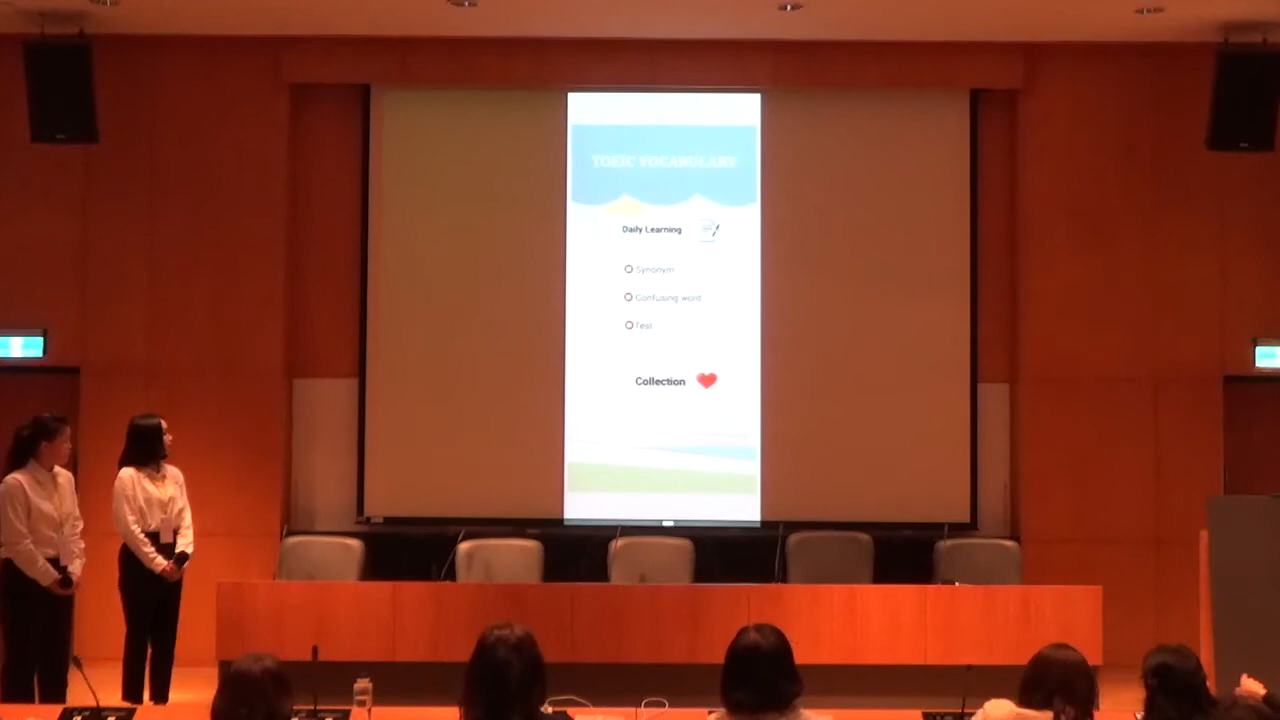 TOEIC VOCABULARY
Daily Learning
Synonym
Confusing word
Test
Collection